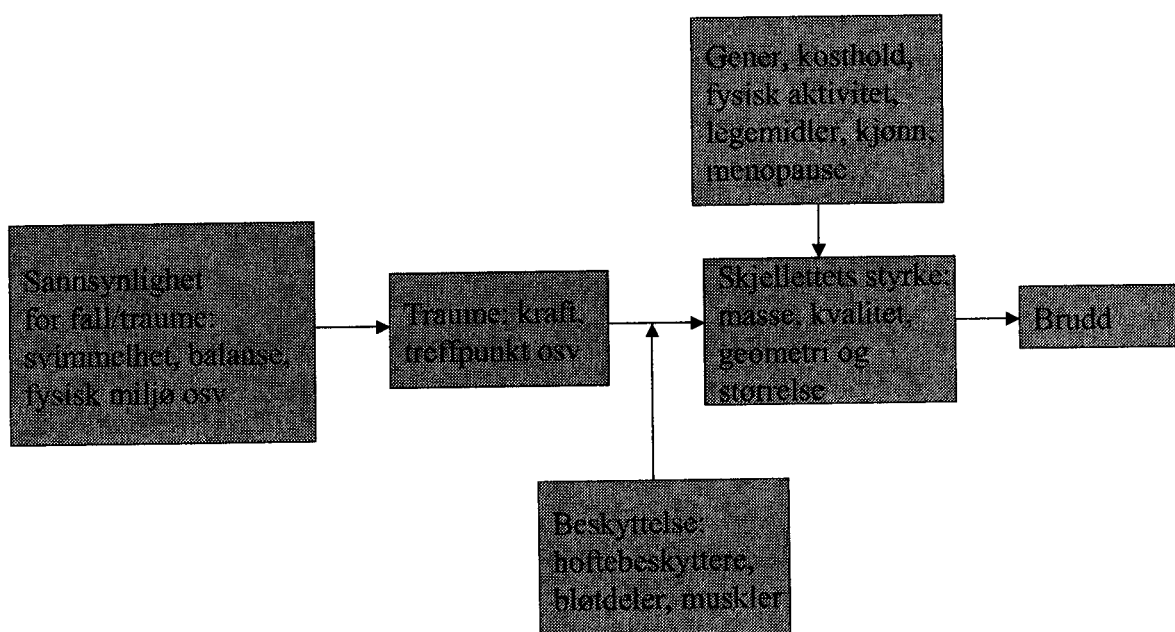 Gener, kosthold,
fysisk aktivitet,
legemidler, kjønn,
menopause
Sannsynlighet
for fall/traume:
svimmelhet, balanse,
fysisk miljø osv
Traume: kraft,
treffpunkt osv
Skjellettets styrke:
masse, kvalitet,
geometri og
størrelse
Brudd
Beskyttelse:
hoftebeskyttere,
bløtdeler, muskler